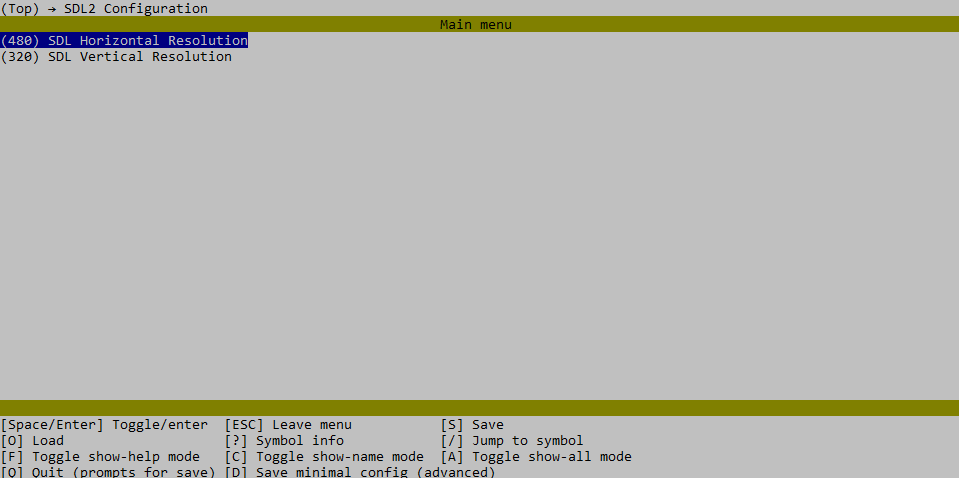 (Top) → SDL2 Configuration
Main menu
(480) SDL Horizontal Resolution
(320) SDL Vertical Resolution
[Space/Enter] Toggle/enter [ESC] Leave menu [S] Save
[O] Load [?] Symbol info [/] Jump to symbol
[F] Toggle show-help mode [C] Toggle show-name mode [A] Toggle show-all mode
[Q] Quit (prompts for save) [D] Save minimal config (advanced)